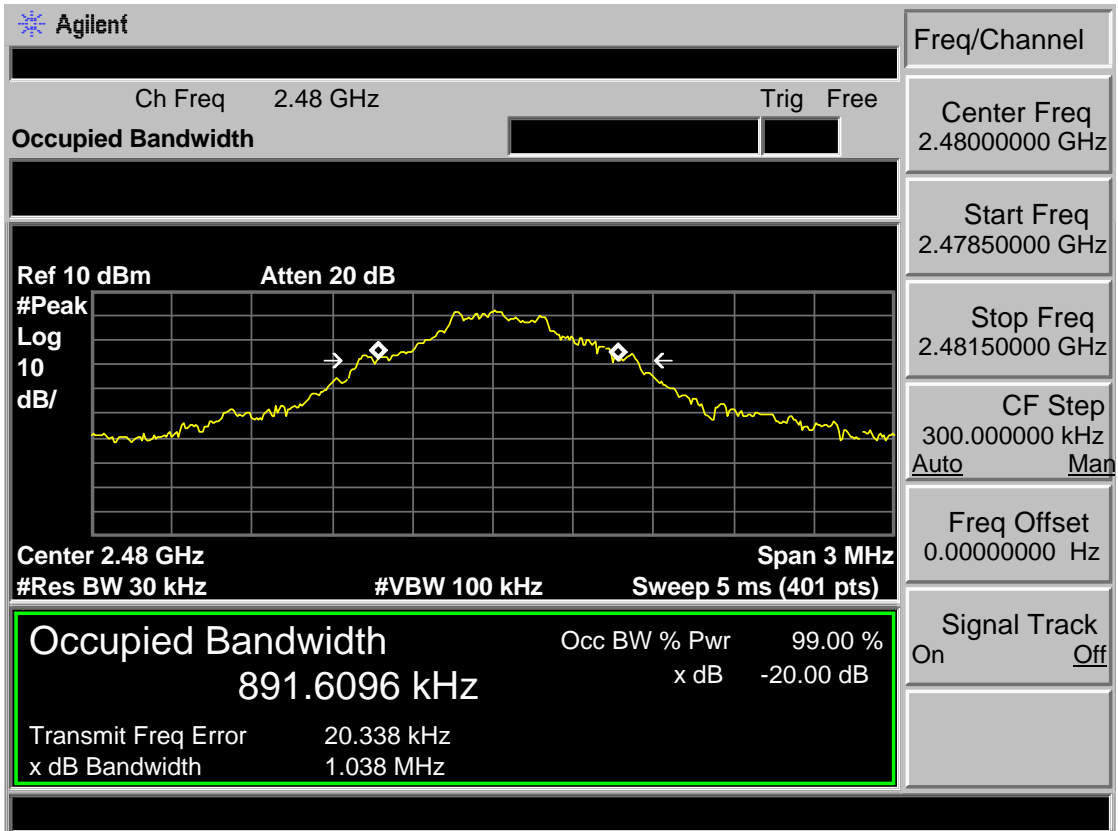 Agilent
Freq/Channel
Ch Freq 2.48 GHz Trig Free
Occupied Bandwidth
Center Freq
2.48000000 GHz
Start Freq
2.47850000 GHz
Stop Freq
2.48150000 GHz
CF Step
300.000000 kHz
Auto Man
Freq Offset
0.00000000 Hz
Signal Track
On Off
Ref 10 dBm Atten 20 dB
#Peak
Log
10
dB/
Center 2.48 GHz Span 3 MHz
#Res BW 30 kHz #VBW 100 kHz Sweep 5 ms (401 pts)
Occupied Bandwidth Occ BW % Pwr 99.00 %
891.6096 kHz x dB -20.00 dB
Transmit Freq Error 20.338 kHz
x dB Bandwidth 1.038 MHz